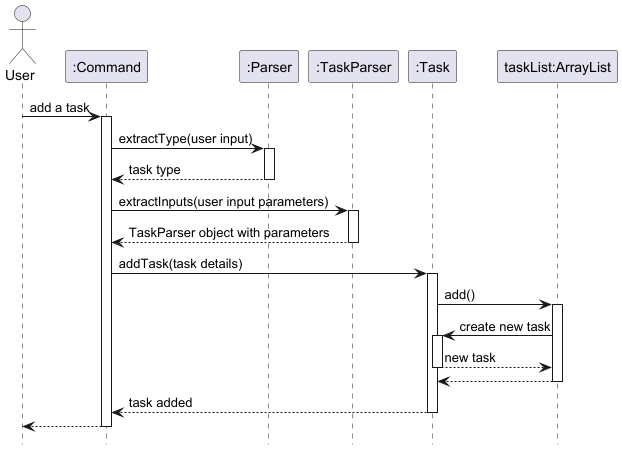 User
:Command
:Parser
:TaskParser
:Task
taskList:ArrayList
add a task
extractType(user input)
task type
extractInputs(user input parameters)
TaskParser object with parameters
addTask(task details)
add()
create new task
new task
task added